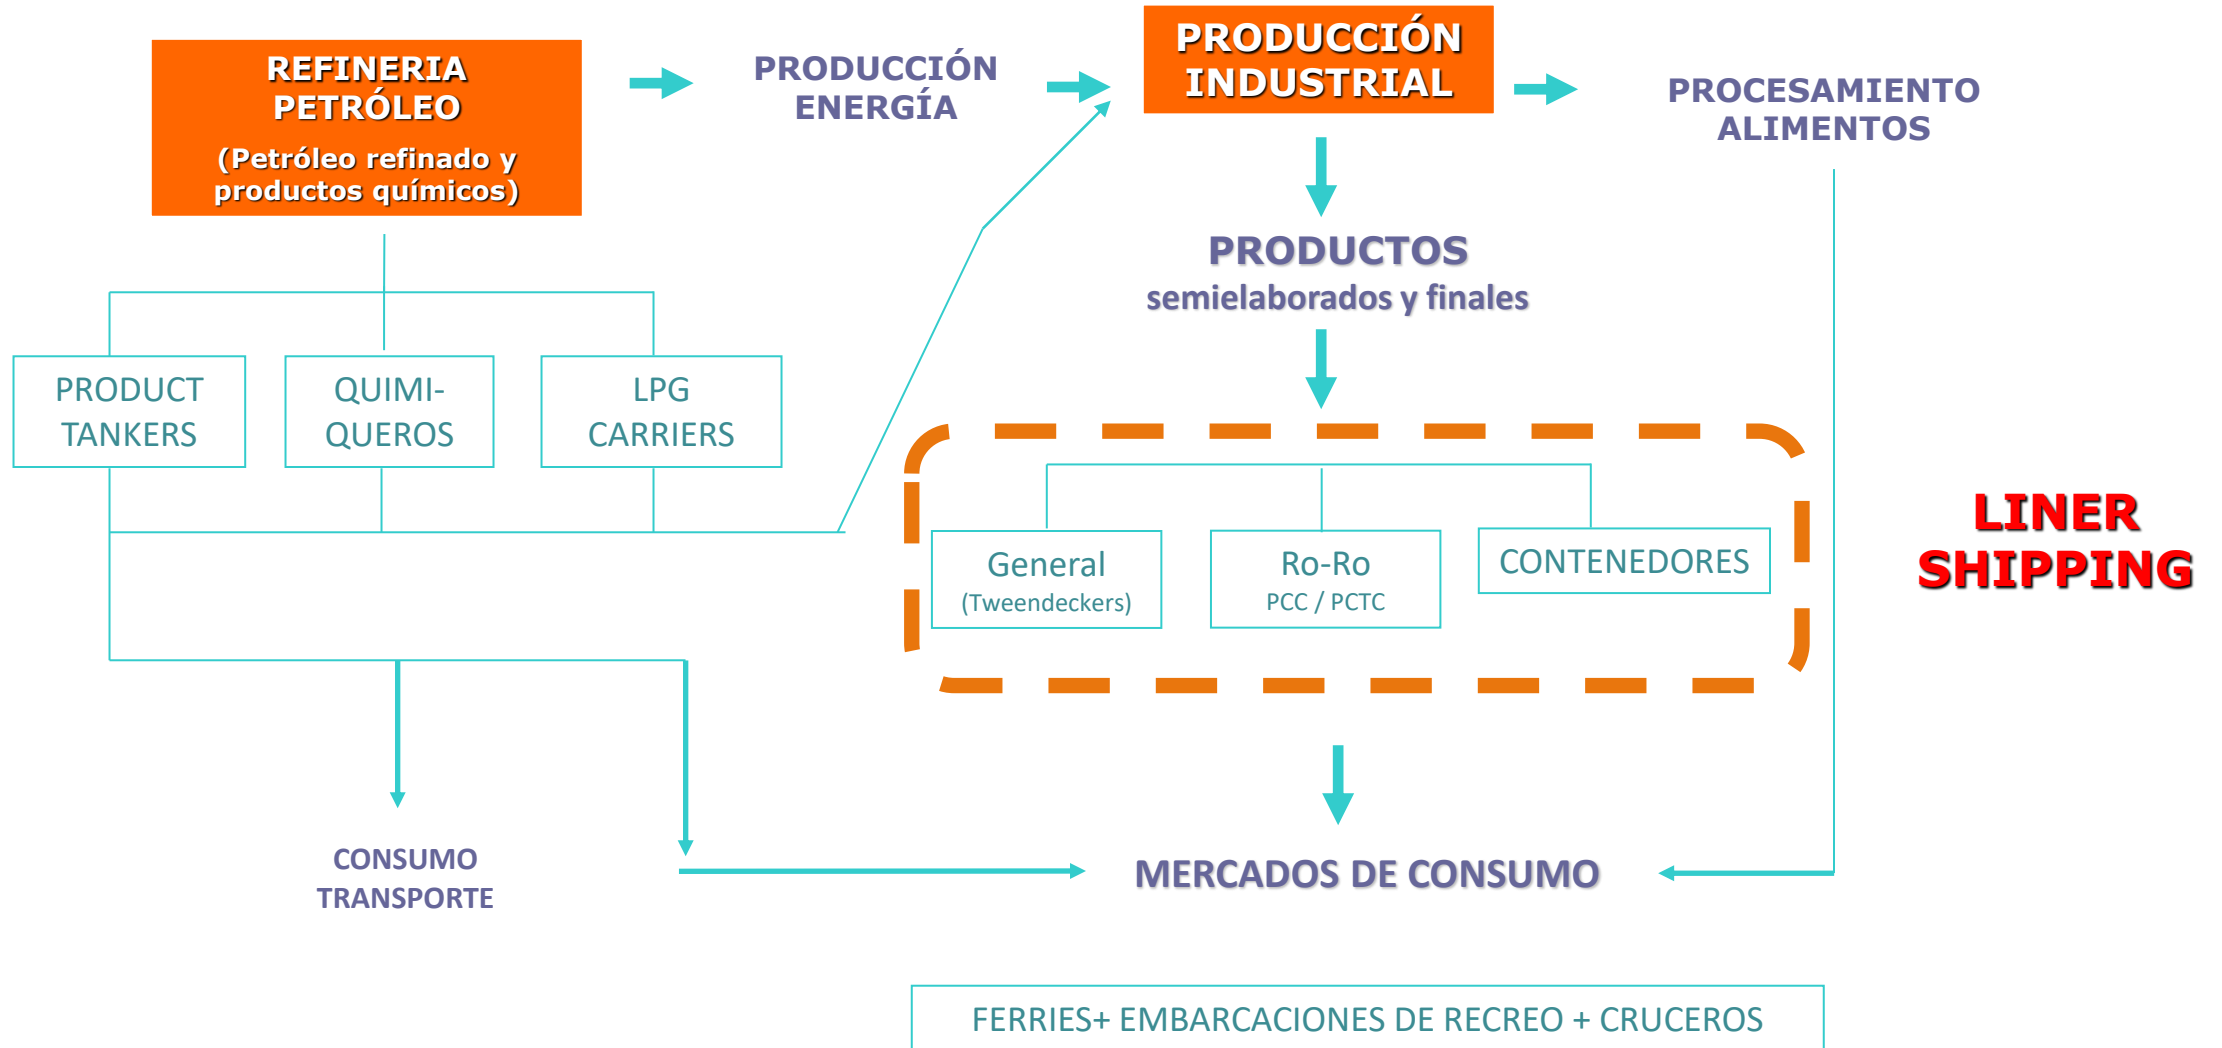 REFINERIA
PETRÓLEO
(Petróleo refinado y
productos químicos)
PRODUCCIÓN
ENERGÍA
PRODUCCIÓN
INDUSTRIAL
PROCESAMIENTO
ALIMENTOS
PRODUCTOS
semielaborados y finales
PRODUCT
TANKERS
QUIMI-
QUEROS
LPG
CARRIERS
General
(Tweendeckers)
Ro-Ro
PCC / PCTC
CONTENEDORES
LINER
SHIPPING
CONSUMO
TRANSPORTE
MERCADOS DE CONSUMO
FERRIES+ EMBARCACIONES DE RECREO + CRUCEROS